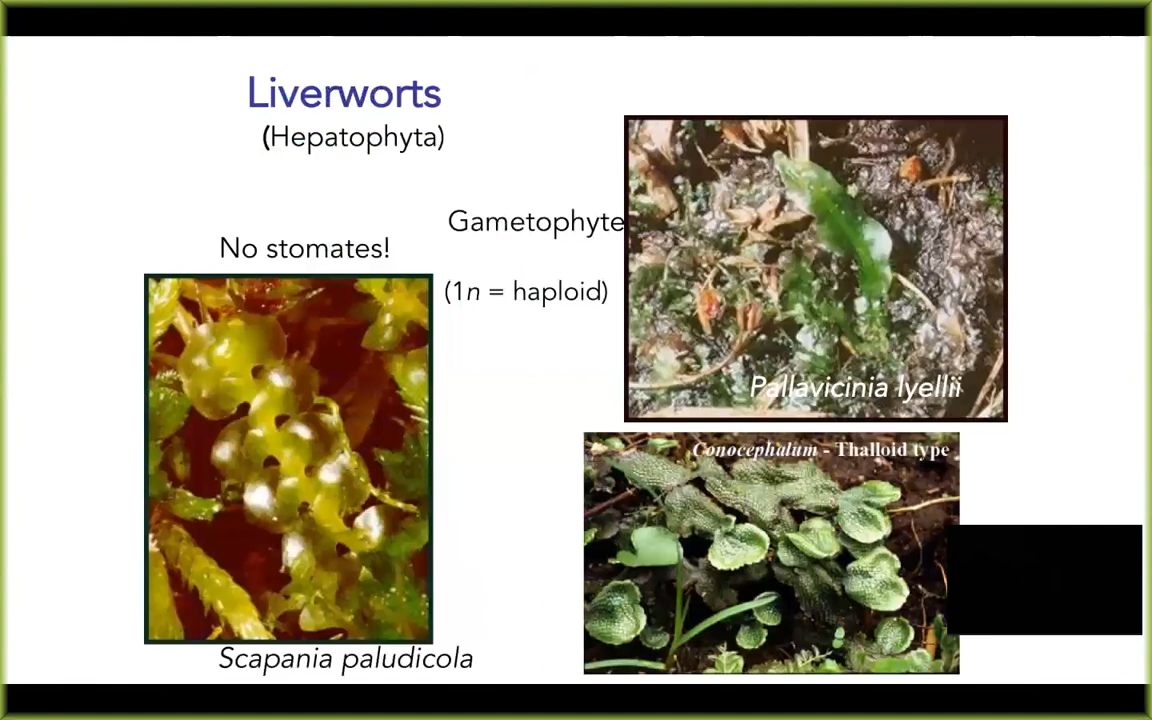 Liverworts
(Hepatophyta)
Gametophyte
No stomates!
(1n = haploid)
Pallavicinia lyellii
Conocephalum - Thalloid type
Scapania paludicola